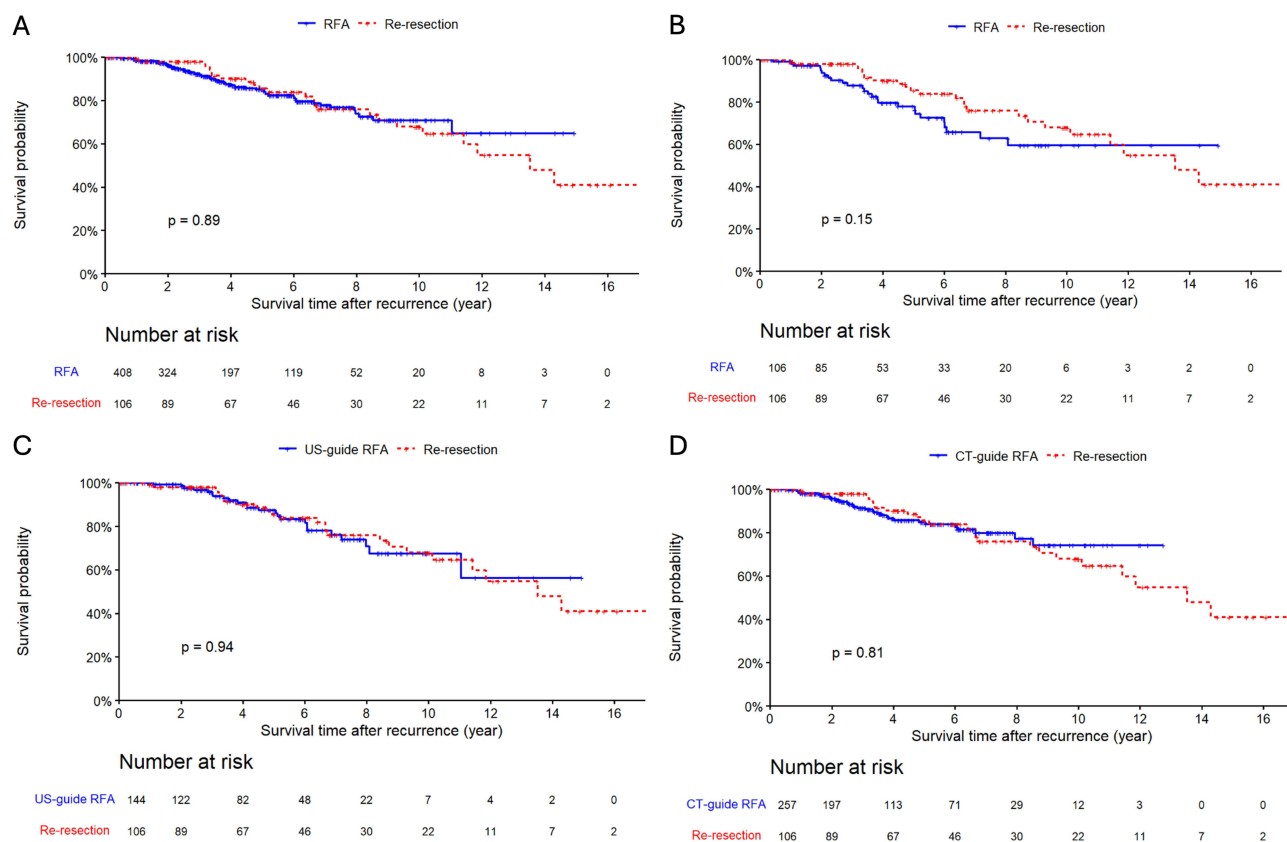 A
RFA Re-resection
100%
80%
60%
40%
20%
0%
Survival probability
p = 0.89
0 2 4 6 8 10 12 14 16
Survival time after recurrence (year)
Number at risk
RFA 408 324 197 119 52 20 8 3 0
Re-resection 106 89 67 46 30 22 11 7 2
B
RFA Re-resection
100%
80%
60%
40%
20%
0%
Survival probability
p = 0.15
0 2 4 6 8 10 12 14 16
Survival time after recurrence (year)
Number at risk
RFA 106 85 53 33 20 6 3 2 0
Re-resection 106 89 67 46 30 22 11 7 2
C
US-guide RFA Re-resection
100%
80%
60%
40%
20%
0%
Survival probability
p = 0.94
0 2 4 6 8 10 12 14 16
Survival time after recurrence (year)
Number at risk
US-guide RFA 144 122 82 48 22 7 4 2 0
Re-resection 106 89 67 46 30 22 11 7 2
D
CT-guide RFA Re-resection
100%
80%
60%
40%
20%
0%
Survival probability
p = 0.81
0 2 4 6 8 10 12 14 16
Survival time after recurrence (year)
Number at risk
CT-guide RFA 257 197 113 71 29 12 3 0 0
Re-resection 106 89 67 46 30 22 11 7 2